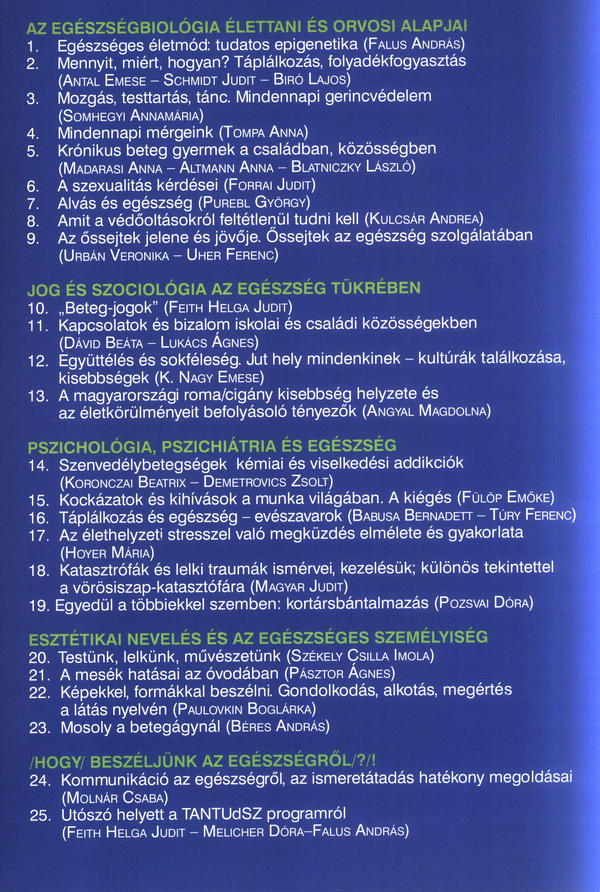 AZ EGÉSZSÉGBIOLÓGIA ÉLETTANI ÉS ORVOSI ALAPJAI
1. Egészséges életmód: tudatos epigenetika (FALUS ANDRÁS)
2. Mennyit, miért, hogyan? Táplálkozás, folyadékfogyasztás
(ANTAL EMESE – SCHMIDT JUDIT – BIRÓ LAJOS)
3. Mozgás, testtartás, tánc. Mindennapi gerincvédelem
(SOMHEGYI ANNAMÁRIA)
4. Mindennapi mérgeink (TOMPA ANNA)
5. Krónikus beteg gyermek a családban, közösségben
(MADARASI ANNA – ALTMANN ANNA – BLATNICZKY LÁSZLÓ)
6. A szexualitás kérdései (FORRAI JUDIT)
7. Alvás és egészség (PUREBL GYÖRGY)
8. Amit a védőoltásokról feltétlenül tudni kell (KULCSÁR ANDREA)
9. Az őssejtek jelene és jövője. Őssejtek az egészség szolgálatában
(URBÁN VERONIKA – UHER FERENC)
JOG ÉS SZOCIOLÓGIA AZ EGÉSZSÉG TÜKRÉBEN
10. „Beteg-jogok” (FEITH HELGA JUDIT)
11. Kapcsolatok és bizalom iskolai és családi közösségekben
(DÁVID BEÁTA – LUKÁCS ÁGNES)
12. Együttélés és sokféleség. Jut hely mindenkinek – kultúrák találkozása,
kisebbségek (K. NAGY EMESE)
13. A magyarországi roma/cigány kisebbség helyzete és
az életkörülményeit befolyásoló tényezők (ANGYAL MAGDOLNA)
PSZICHOLÓGIA, PSZICHIÁTRIA ÉS EGÉSZSÉG
14. Szenvedélybetegségek kémiai és viselkedési addikciók
(KORONCZAI BEATRIX – DEMETROVICS ZSOLT)
15. Kockázatok és kihívások a munka világában. A kiégés (FÜLÖP EMŐKE)
16. Táplálkozás és egészség – evészavarok (BABUSA BERNADETT – TÚRY FERENC)
17. Az élethelyzeti stresszel való megküzdés elmélete és gyakorlata
(HOYER MÁRIA)
18. Katasztrófák és lelki traumák ismérvei, kezelésük; különös tekintettel
a vörösiszap-katasztófára (MAGYAR JUDIT)
19. Egyedül a többiekkel szemben: kortársbántalmazás (POZSVAI DÓRA)
ESZTÉTIKAI NEVELÉS ÉS AZ EGÉSZSÉGES SZEMÉLYISÉG
20. Testünk, lelkünk, művészetünk (SZÉKELY CSILLA IMOLA)
21. A mesék hatásai az óvodában (PÁSZTOR ÁGNES)
22. Képekkel, formákkal beszélni. Gondolkodás, alkotás, megértés
a látás nyelvén (PAULOVKIN BOGLÁRKA)
23. Mosoly a betegágynál (BÉRES ANDRÁS)
/HOGY/ BESZÉLJÜNK AZ EGÉSZSÉGRŐL/?/!
24. Kommunikáció az egészségről, az ismeretátadás hatékony megoldásai
(MOLNÁR CSABA)
25. Utószó helyett a TANTUdSZ programról
(FEITH HELGA JUDIT – MELICHER DÓRA–FALUS ANDRÁS)